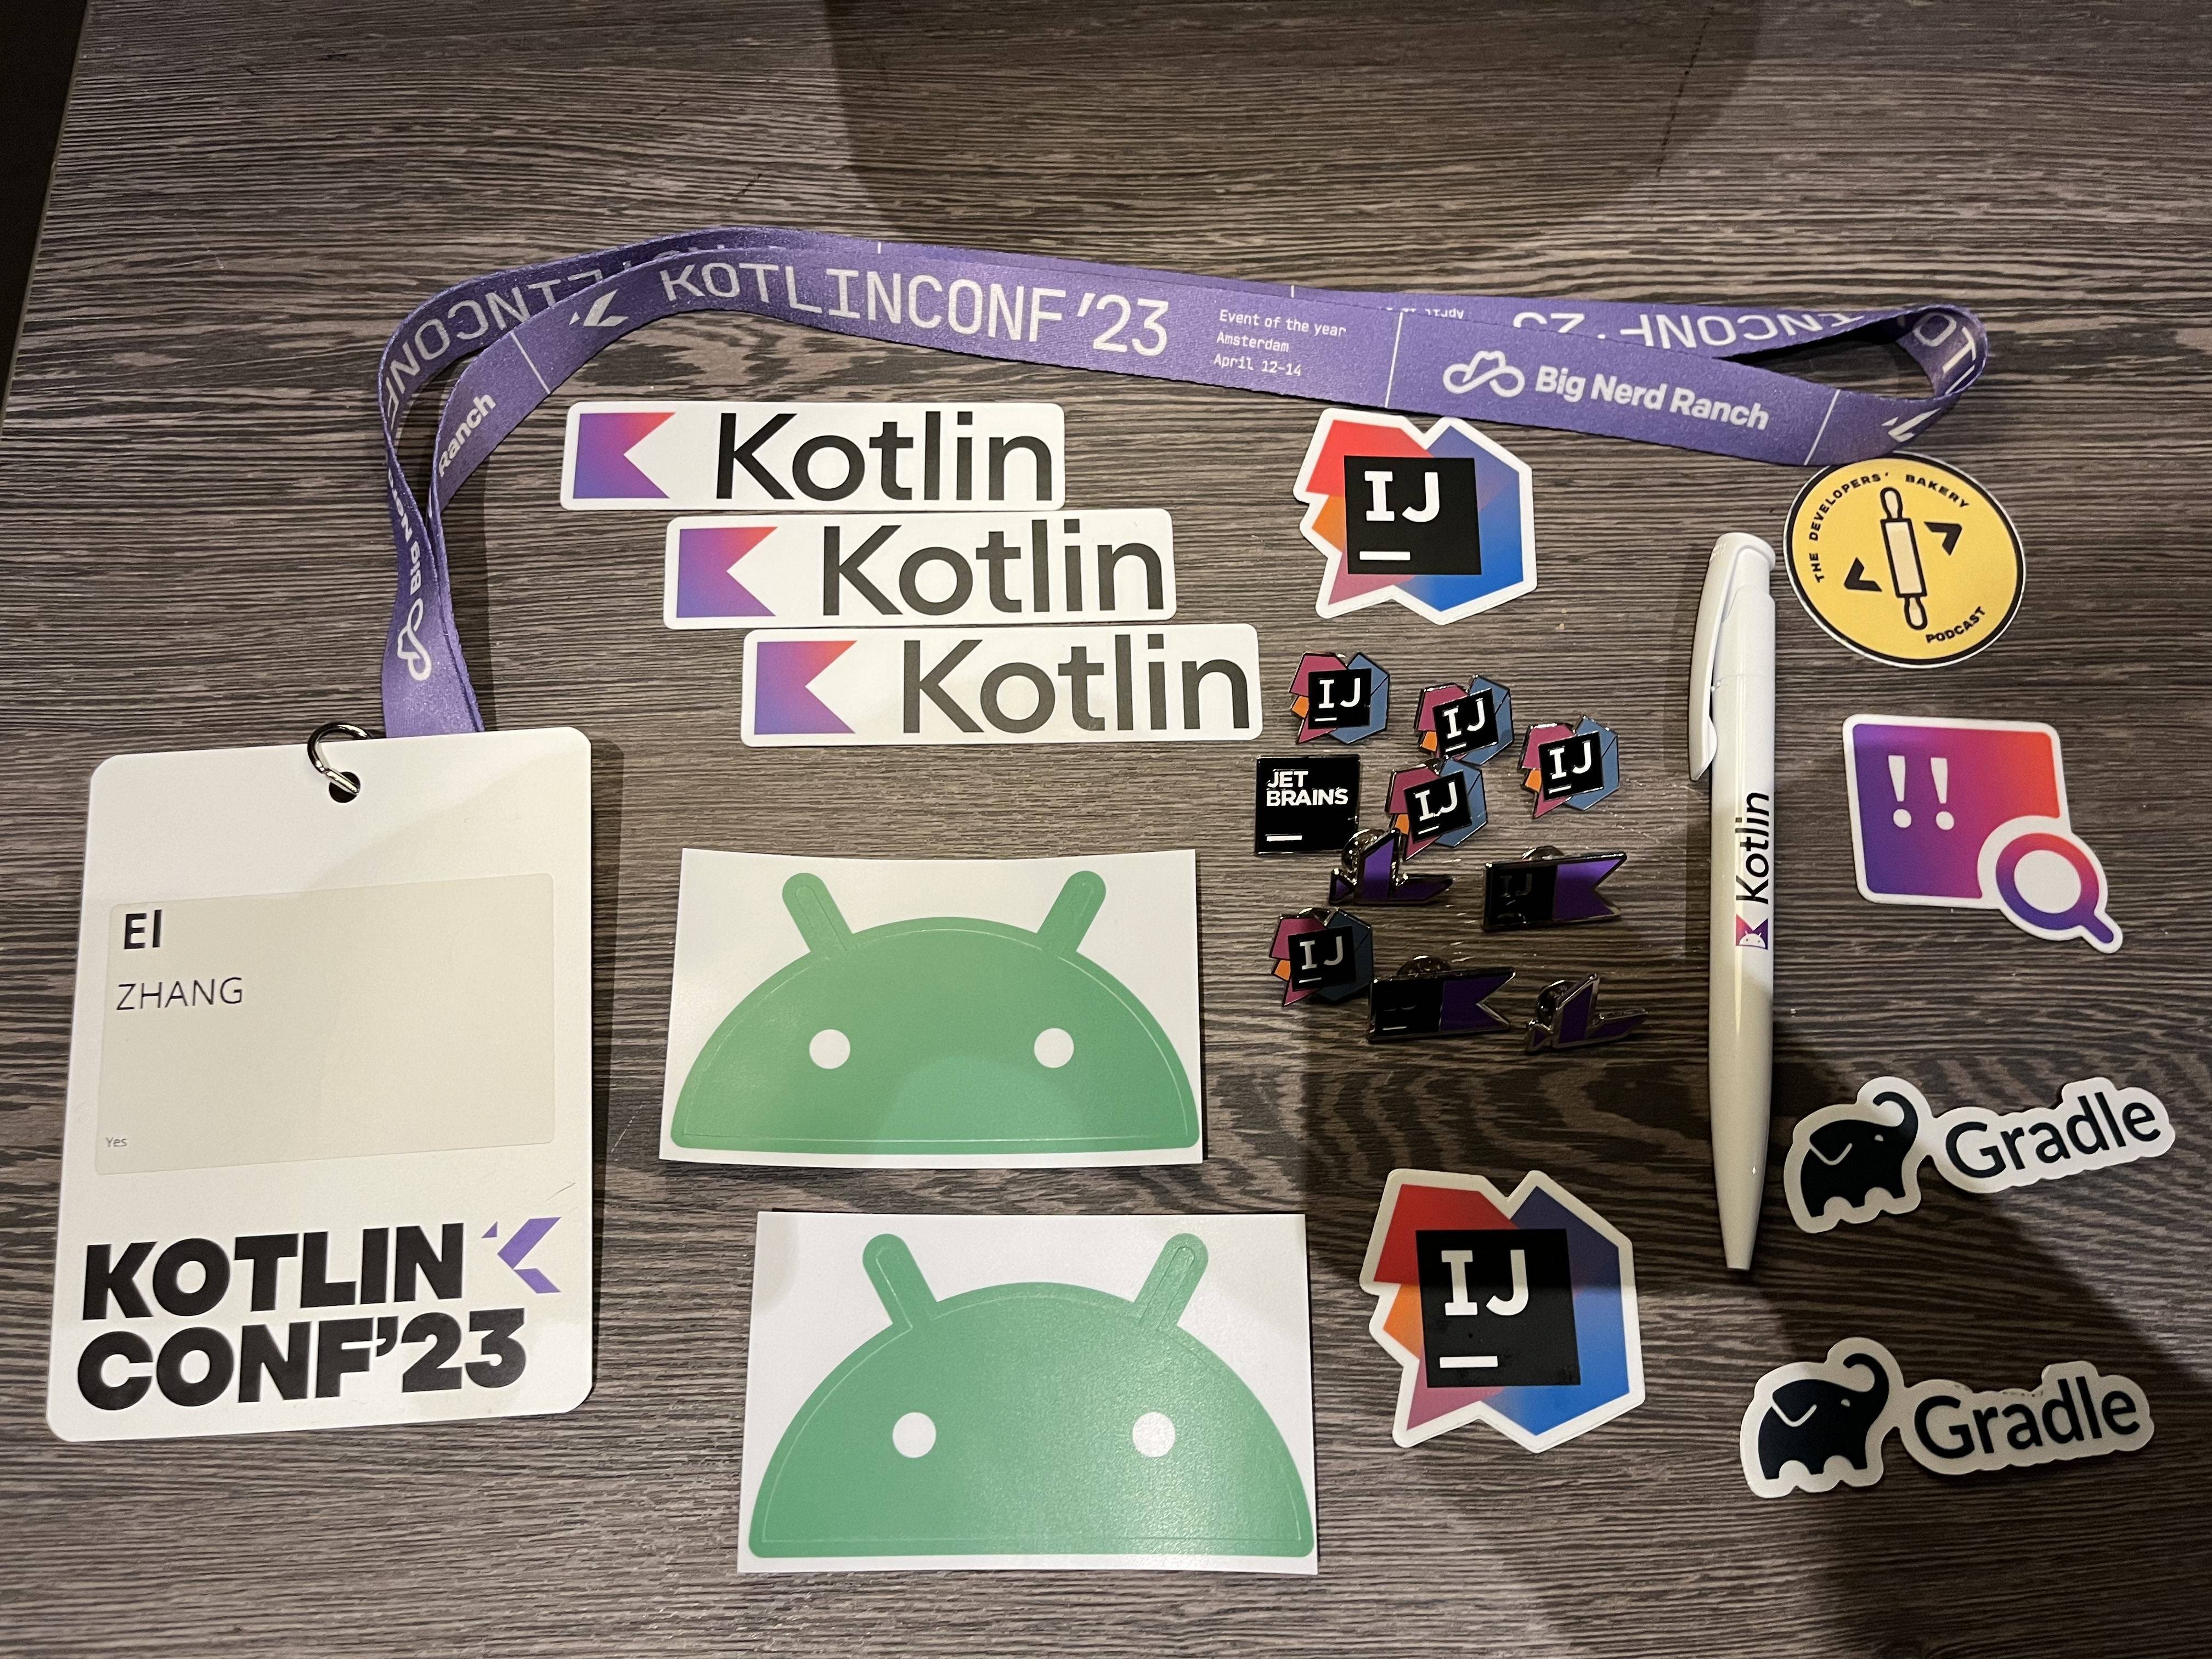 EI
ZHANG
Yes
KOTLIN
CONF'23
Big Nerd
Ranch
KOTLINCONF'23
Event of the year
Amsterdam
April 12-14
Big Nerd Ranch
Kotlin
Kotlin
Kotlin
IJ
JET
BRAINS
IJ
IJ
IJ
IJ
IJ
IJ
IJ
Kotlin
THE DEVELOPERS' BAKERY
PODCAST
!!
Gradle
Gradle